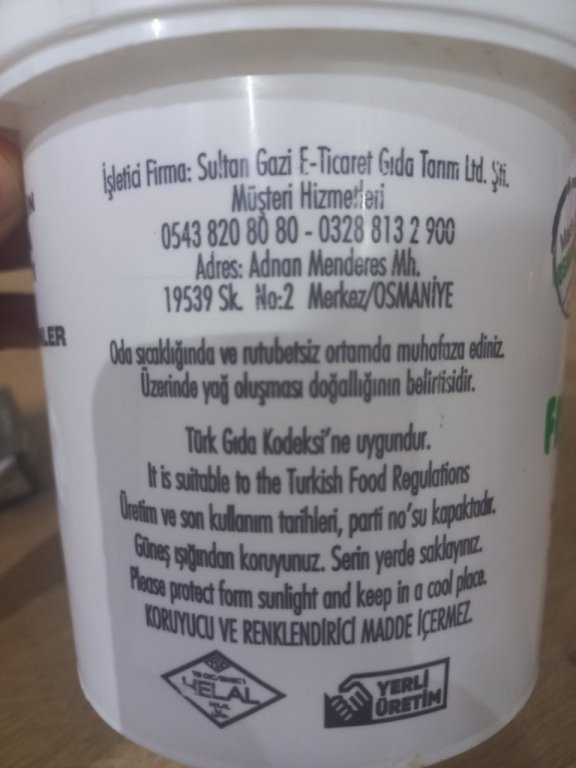 İşletici Firma: Sultan Gazi E-Ticaret Gıda Tarım Ltd. Şti.
Müşteri Hizmetleri
0543 820 80 80 - 0328 813 2 900
Adres: Adnan Menderes Mh.
19539 Sk. No:2 Merkez/OSMANİYE
LER
Oda sıcaklığında ve rutubetsiz ortamda muhafaza ediniz.
Üzerinde yağ oluşması doğallığının belirtisidir.
Türk Gıda Kodeksi'ne uygundur.
It is suitable to the Turkish Food Regulations
Üretim ve son kullanım tarihleri, parti no'su kapaktadır.
Güneş ışığından koruyunuz. Serin yerde saklayınız.
Please protect form sunlight and keep in a cool place.
KORUYUCU VE RENKLENDİRİCİ MADDE İÇERMEZ.
HELAL
HALAL
YERLİ
ÜRETİM